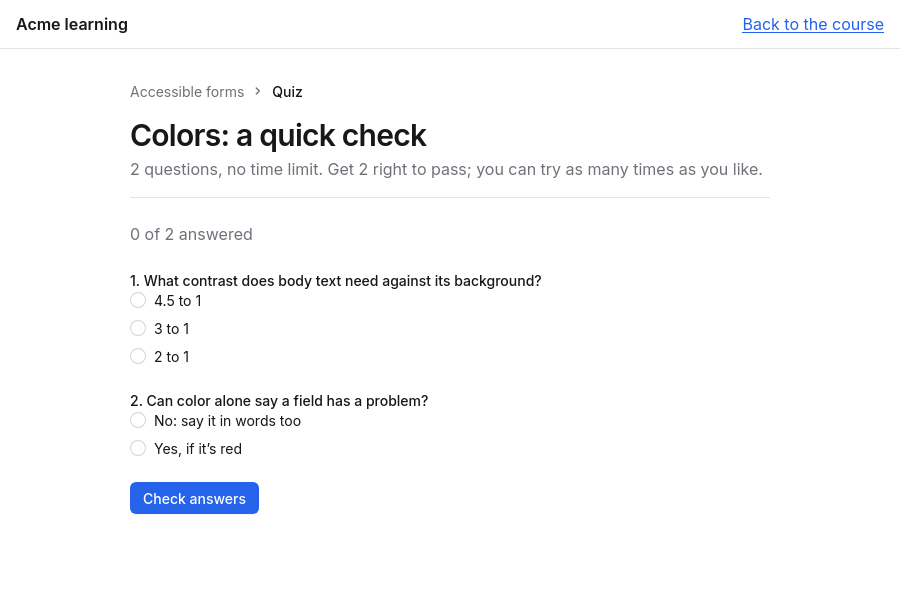 Acme learning
Back to the course
Accessible forms > Quiz
Colors: a quick check
2 questions, no time limit. Get 2 right to pass; you can try as many times as you like.
0 of 2 answered
1. What contrast does body text need against its background?
4.5 to 1
3 to 1
2 to 1
2. Can color alone say a field has a problem?
No: say it in words too
Yes, if it’s red
Check answers